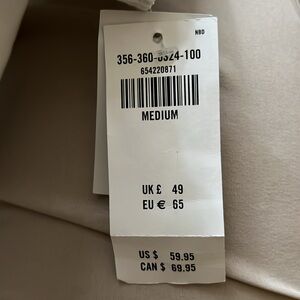 NBD
356-360-0324-100
654220871
MEDIUM
UK £ 49
EU € 65
US $ 59.95
CAN $ 69.95